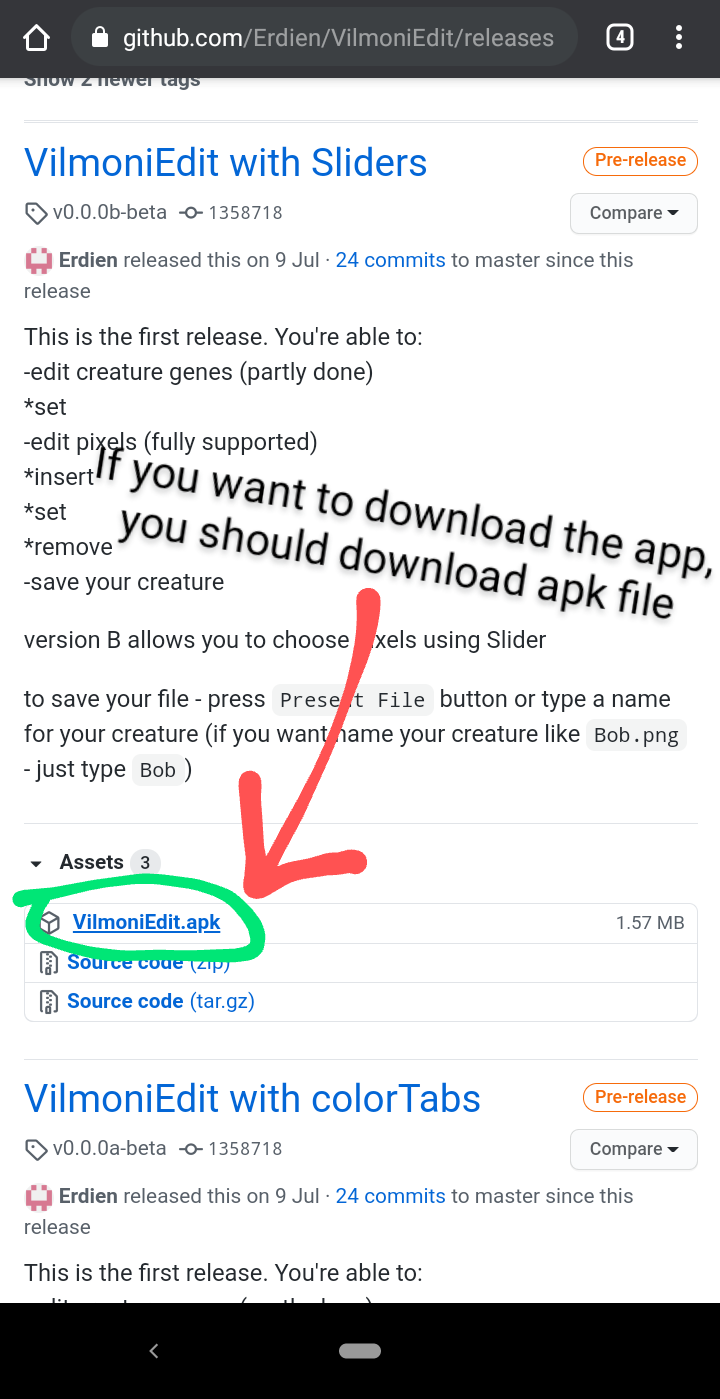 github.com/Erdien/VilmoniEdit/releases
4
Show 2 newer tags
VilmoniEdit with Sliders
Pre-release
v0.0.0b-beta 1358718
Compare
Erdien released this on 9 Jul · 24 commits to master since this
release
This is the first release. You're able to:
-edit creature genes (partly done)
*set
-edit pixels (fully supported)
*insert
*set
*remove
-save your creature
If you want to download the app,
you should download apk file
version B allows you to choose pixels using Slider
to save your file - press Present File button or type a name
for your creature (if you want name your creature like Bob.png
- just type Bob )
Assets 3
VilmoniEdit.apk 1.57 MB
Source code (zip)
Source code (tar.gz)
VilmoniEdit with colorTabs
Pre-release
v0.0.0a-beta 1358718
Compare
Erdien released this on 9 Jul · 24 commits to master since this
release
This is the first release. You're able to: